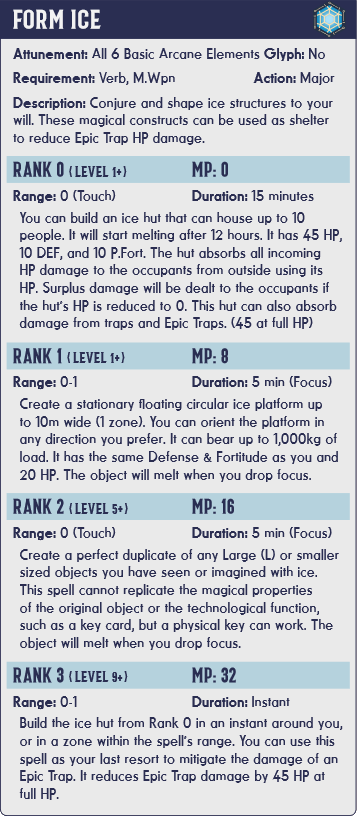 FORM ICE
Attunement: All 6 Basic Arcane Elements Glyph: No
Requirement: Verb, M.Wpn Action: Major
Description: Conjure and shape ice structures to your
will. These magical constructs can be used as shelter
to reduce Epic Trap HP damage.
RANK 0 (LEVEL 1+) MP: 0
Range: 0 (Touch) Duration: 15 minutes
You can build an ice hut that can house up to 10
people. It will start melting after 12 hours. It has 45 HP,
10 DEF, and 10 P.Fort. The hut absorbs all incoming
HP damage to the occupants from outside using its
HP. Surplus damage will be dealt to the occupants if
the hut's HP is reduced to 0. This hut can also absorb
damage from traps and Epic Traps. (45 at full HP)
RANK 1 (LEVEL 1+) MP: 8
Range: 0-1 Duration: 5 min (Focus)
Create a stationary floating circular ice platform up
to 10m wide (1 zone). You can orient the platform in
any direction you prefer. It can bear up to 1,000kg of
load. It has the same Defense & Fortitude as you and
20 HP. The object will melt when you drop focus.
RANK 2 (LEVEL 5+) MP: 16
Range: 0 (Touch) Duration: 5 min (Focus)
Create a perfect duplicate of any Large (L) or smaller
sized objects you have seen or imagined with ice.
This spell cannot replicate the magical properties
of the original object or the technological function,
such as a key card, but a physical key can work. The
object will melt when you drop focus.
RANK 3 (LEVEL 9+) MP: 32
Range: 0-1 Duration: Instant
Build the ice hut from Rank 0 in an instant around you,
or in a zone within the spell's range. You can use this
spell as your last resort to mitigate the damage of an
Epic Trap. It reduces Epic Trap damage by 45 HP at
full HP.